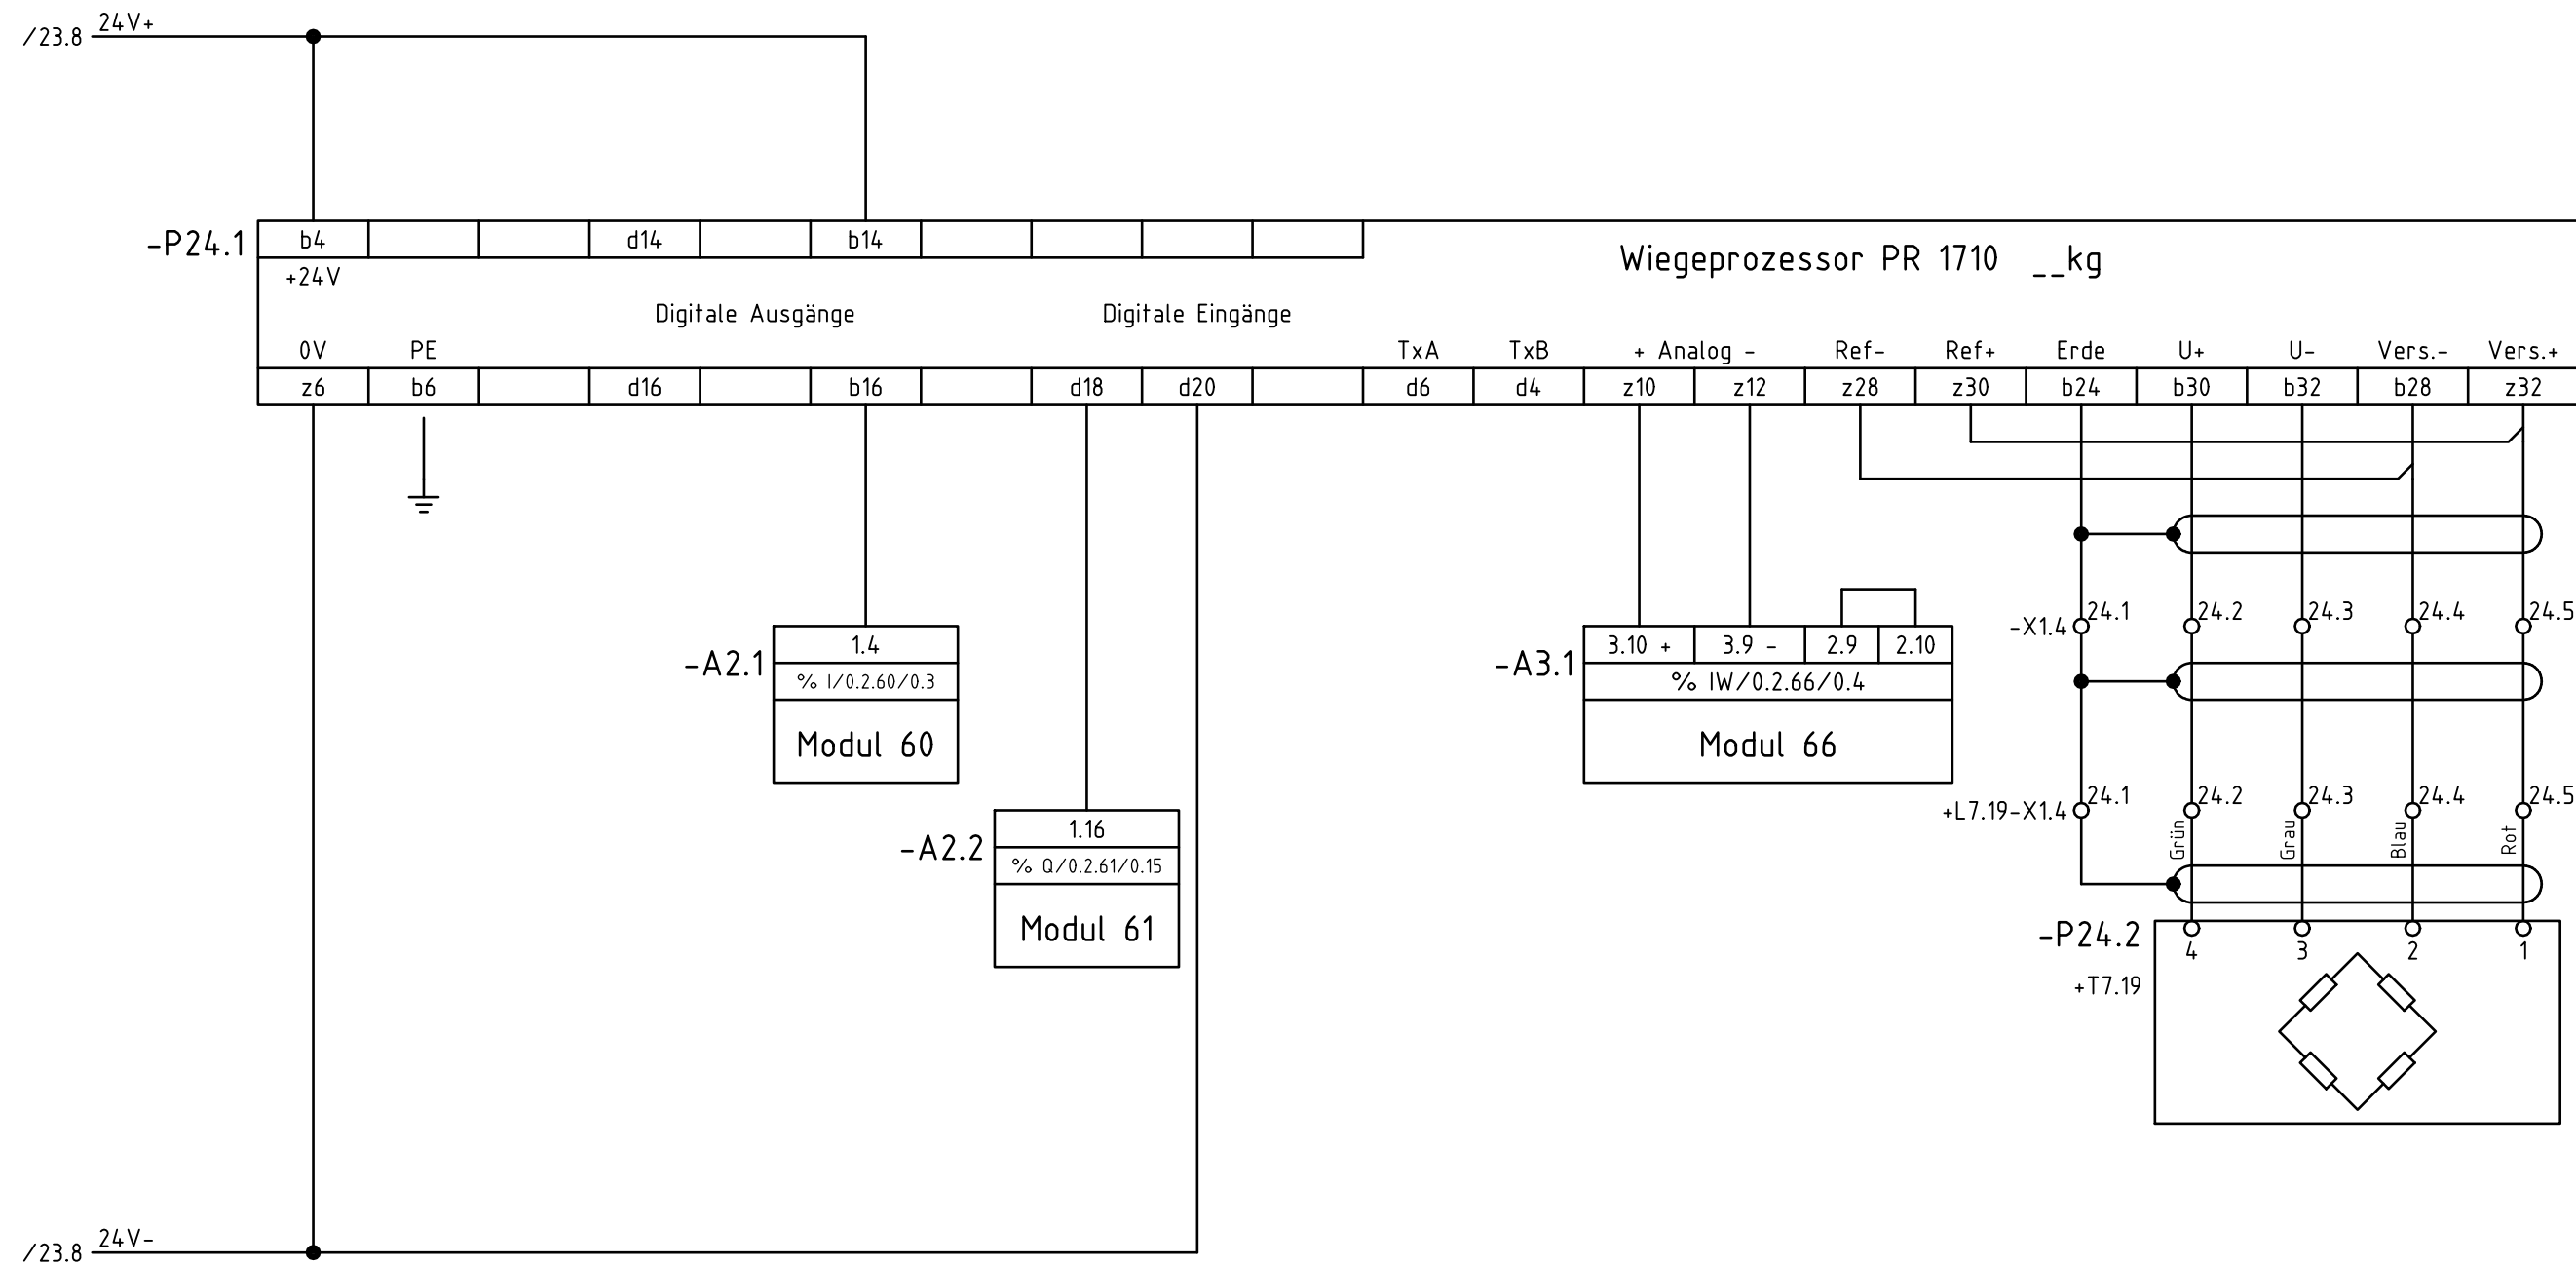 24V+
/23.8
-P24.1 b4 d14 b14
Wiegeprozessor PR 1710 __kg
+24V
Digitale Ausgänge Digitale Eingänge
0V PE TxA TxB + Analog - Ref- Ref+ Erde U+ U- Vers.- Vers.+
z6 b6 d16 b16 d18 d20 d6 d4 z10 z12 z28 z30 b24 b30 b32 b28 z32
-X1.4 24.1 24.2 24.3 24.4 24.5
-A2.1 1.4
% I/0.2.60/0.3
Modul 60
-A3.1 3.10 + 3.9 - 2.9 2.10
% IW/0.2.66/0.4
Modul 66
+L7.19-X1.4 24.1 24.2 24.3 24.4 24.5
Grün Grau Blau Rot
-A2.2 1.16
% Q/0.2.61/0.15
Modul 61
-P24.2 4 3 2 1
+T7.19
24V-
/23.8